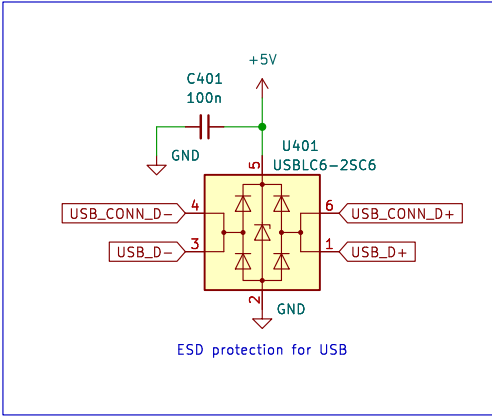 +5V
C401
100n
GND
U401
USBLC6-2SC6
5
USB_CONN_D- 4
6 USB_CONN_D+
USB_D- 3
1 USB_D+
2
GND
ESD protection for USB